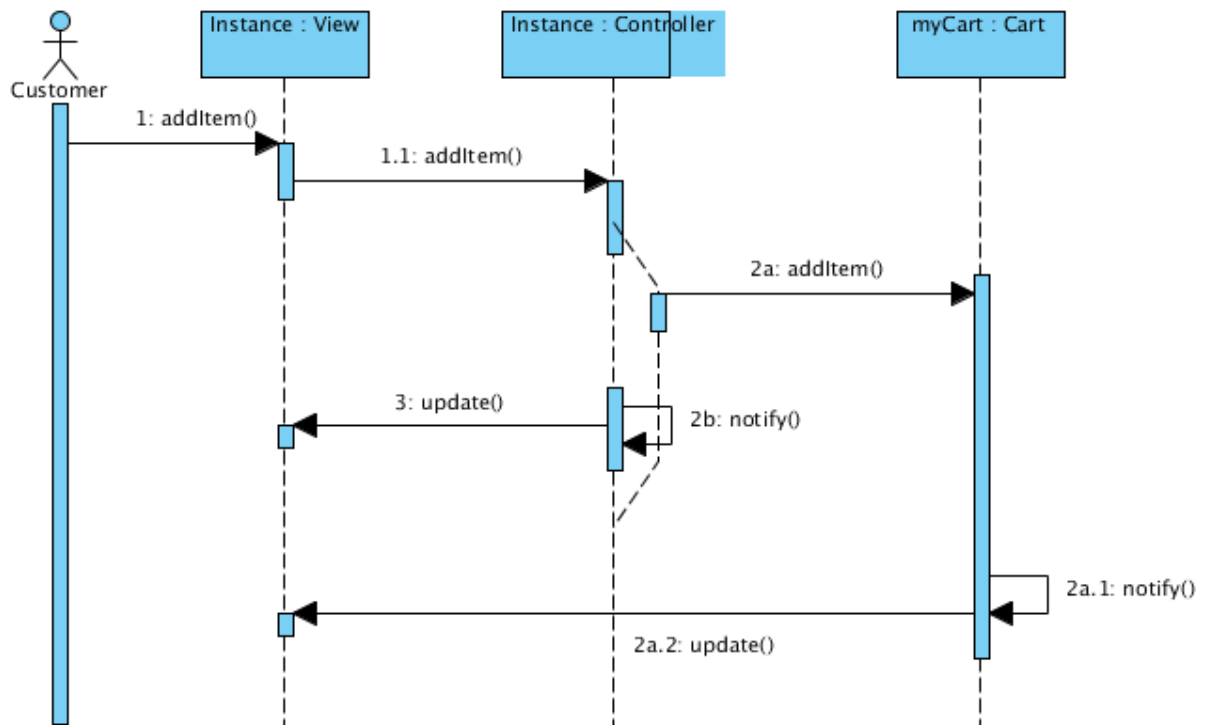 Instance : View
Instance : Controller
myCart : Cart
Customer
1: addItem()
1.1: addItem()
2a: addItem()
3: update()
2b: notify()
2a.1: notify()
2a.2: update()